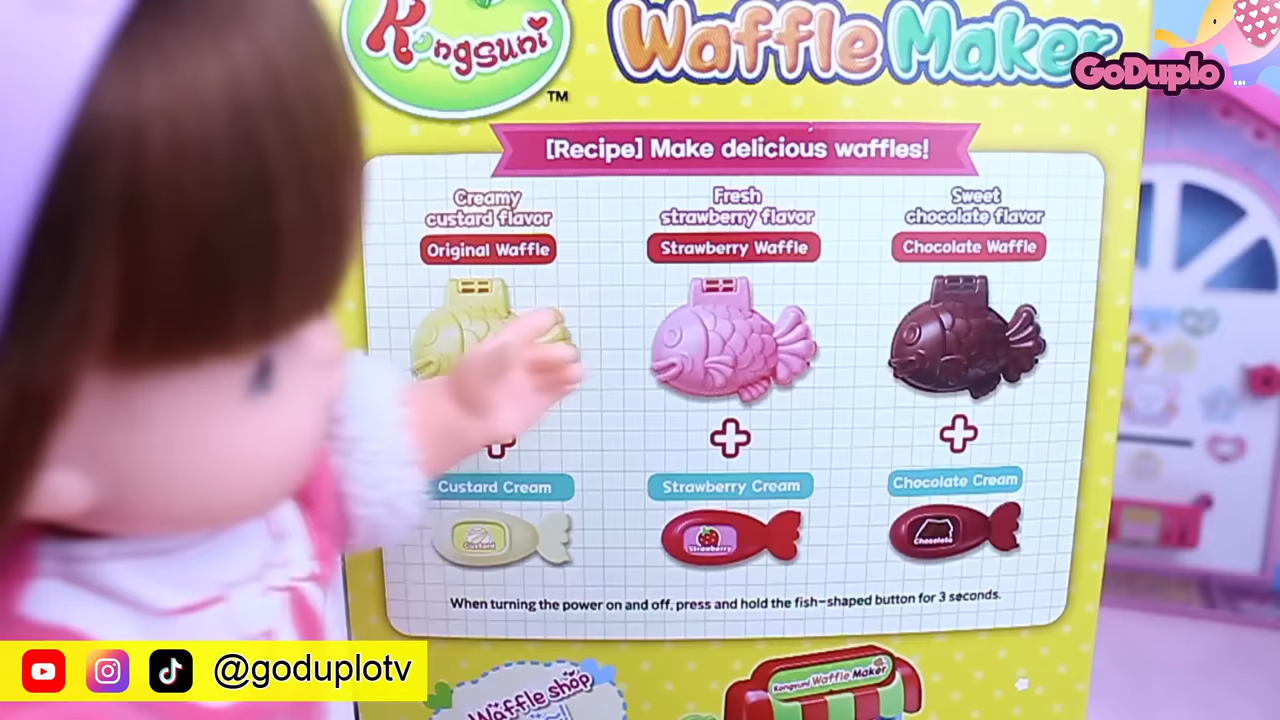 Kongsuni
TM
Waffle Maker
GoDuplo
[Recipe] Make delicious waffles!
Creamy
custard flavor
Original Waffle
Fresh
strawberry flavor
Strawberry Waffle
Sweet
chocolate flavor
Chocolate Waffle
Custard Cream
Strawberry Cream
Chocolate Cream
Custard
Strawberry
Chocolate
When turning the power on and off, press and hold the fish-shaped button for 3 seconds.
Waffle shop
Kongsuni Waffle Maker
@goduplotv